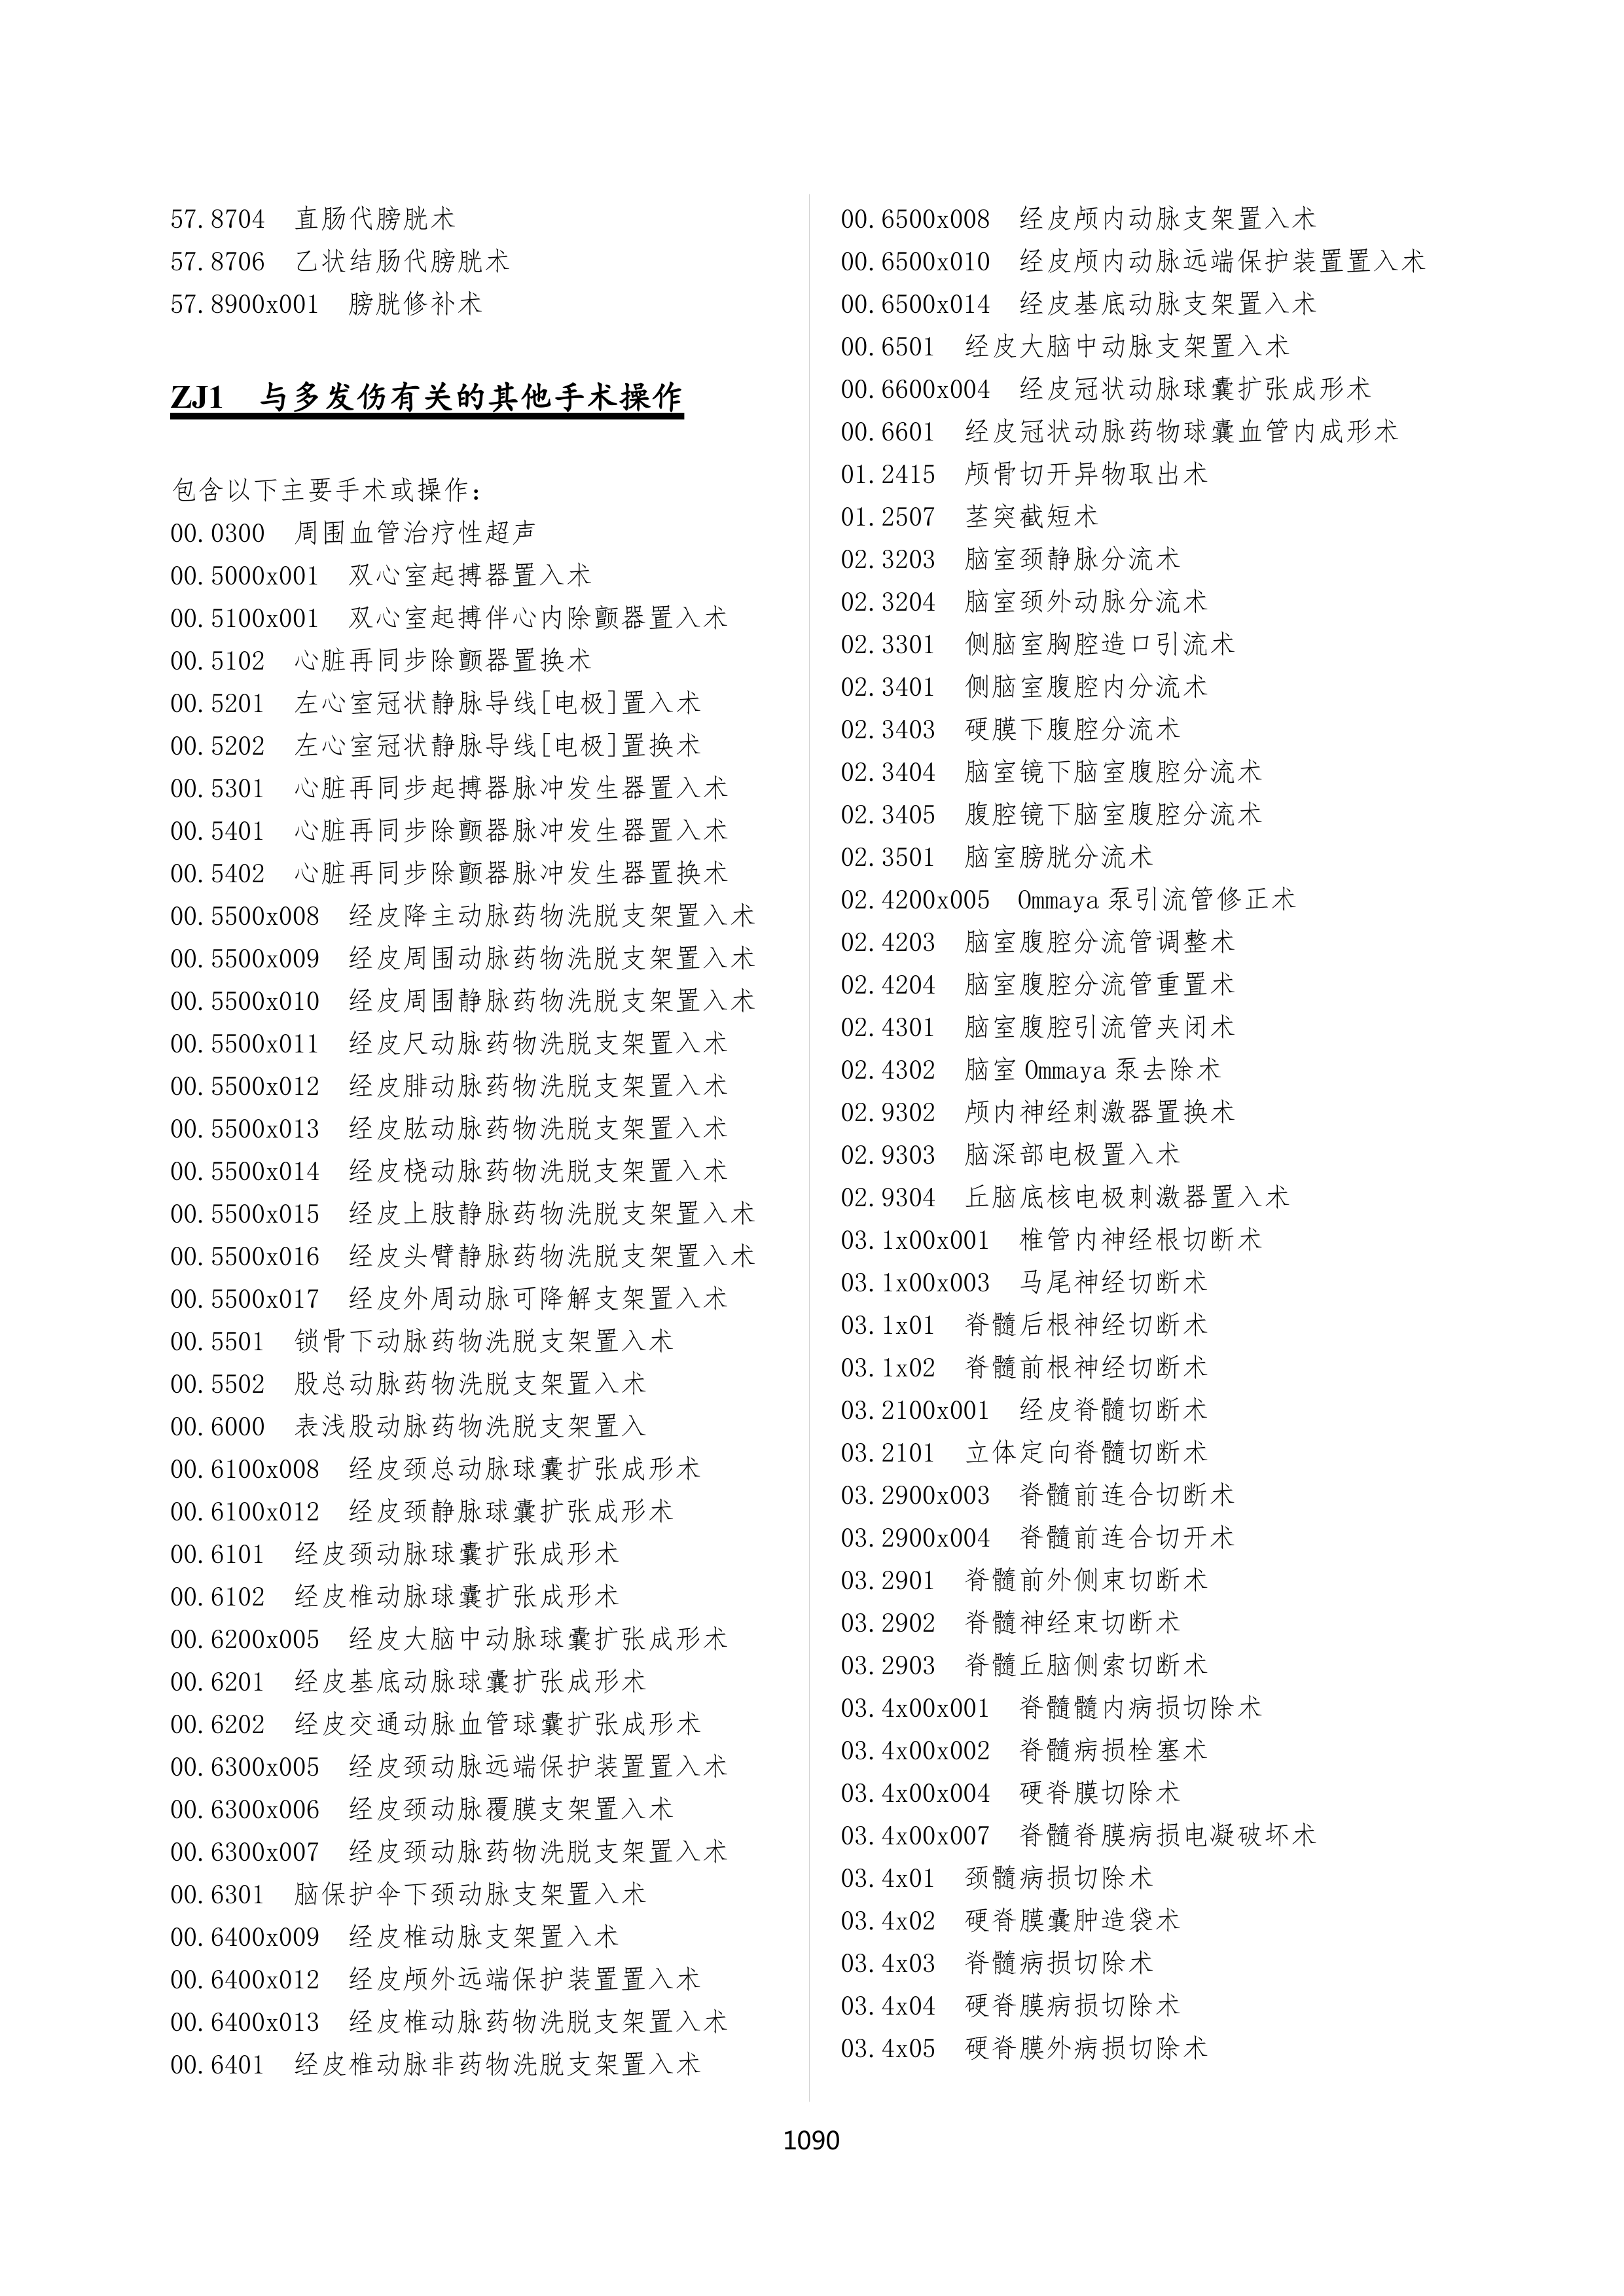 57.8704 直肠代膀胱术
57.8706 乙状结肠代膀胱术
57.8900x001 膀胱修补术
ZJ1 与多发伤有关的其他手术操作
包含以下主要手术或操作：
00.0300 周围血管治疗性超声
00.5000x001 双心室起搏器置入术
00.5100x001 双心室起搏伴心内除颤器置入术
00.5102 心脏再同步除颤器置换术
00.5201 左心室冠状静脉导线[电极]置入术
00.5202 左心室冠状静脉导线[电极]置换术
00.5301 心脏再同步起搏器脉冲发生器置入术
00.5401 心脏再同步除颤器脉冲发生器置入术
00.5402 心脏再同步除颤器脉冲发生器置换术
00.5500x008 经皮降主动脉药物洗脱支架置入术
00.5500x009 经皮周围动脉药物洗脱支架置入术
00.5500x010 经皮周围静脉药物洗脱支架置入术
00.5500x011 经皮尺动脉药物洗脱支架置入术
00.5500x012 经皮腓动脉药物洗脱支架置入术
00.5500x013 经皮肱动脉药物洗脱支架置入术
00.5500x014 经皮桡动脉药物洗脱支架置入术
00.5500x015 经皮上肢静脉药物洗脱支架置入术
00.5500x016 经皮头臂静脉药物洗脱支架置入术
00.5500x017 经皮外周动脉可降解支架置入术
00.5501 锁骨下动脉药物洗脱支架置入术
00.5502 股总动脉药物洗脱支架置入术
00.6000 表浅股动脉药物洗脱支架置入
00.6100x008 经皮颈总动脉球囊扩张成形术
00.6100x012 经皮颈静脉球囊扩张成形术
00.6101 经皮颈动脉球囊扩张成形术
00.6102 经皮椎动脉球囊扩张成形术
00.6200x005 经皮大脑中动脉球囊扩张成形术
00.6201 经皮基底动脉球囊扩张成形术
00.6202 经皮交通动脉血管球囊扩张成形术
00.6300x005 经皮颈动脉远端保护装置置入术
00.6300x006 经皮颈动脉覆膜支架置入术
00.6300x007 经皮颈动脉药物洗脱支架置入术
00.6301 脑保护伞下颈动脉支架置入术
00.6400x009 经皮椎动脉支架置入术
00.6400x012 经皮颅外远端保护装置置入术
00.6400x013 经皮椎动脉药物洗脱支架置入术
00.6401 经皮椎动脉非药物洗脱支架置入术
00.6500x008 经皮颅内动脉支架置入术
00.6500x010 经皮颅内动脉远端保护装置置入术
00.6500x014 经皮基底动脉支架置入术
00.6501 经皮大脑中动脉支架置入术
00.6600x004 经皮冠状动脉球囊扩张成形术
00.6601 经皮冠状动脉药物球囊血管内成形术
01.2415 颅骨切开异物取出术
01.2507 茎突截短术
02.3203 脑室颈静脉分流术
02.3204 脑室颈外动脉分流术
02.3301 侧脑室胸腔造口引流术
02.3401 侧脑室腹腔内分流术
02.3403 硬膜下腹腔分流术
02.3404 脑室镜下脑室腹腔分流术
02.3405 腹腔镜下脑室腹腔分流术
02.3501 脑室膀胱分流术
02.4200x005 Ommaya泵引流管修正术
02.4203 脑室腹腔分流管调整术
02.4204 脑室腹腔分流管重置术
02.4301 脑室腹腔引流管夹闭术
02.4302 脑室Ommaya泵去除术
02.9302 颅内神经刺激器置换术
02.9303 脑深部电极置入术
02.9304 丘脑底核电极刺激器置入术
03.1x00x001 椎管内神经根切断术
03.1x00x003 马尾神经切断术
03.1x01 脊髓后根神经切断术
03.1x02 脊髓前根神经切断术
03.2100x001 经皮脊髓切断术
03.2101 立体定向脊髓切断术
03.2900x003 脊髓前连合切断术
03.2900x004 脊髓前连合切开术
03.2901 脊髓前外侧束切断术
03.2902 脊髓神经束切断术
03.2903 脊髓丘脑侧索切断术
03.4x00x001 脊髓髓内病损切除术
03.4x00x002 脊髓病损栓塞术
03.4x00x004 硬脊膜切除术
03.4x00x007 脊髓脊膜病损电凝破坏术
03.4x01 颈髓病损切除术
03.4x02 硬脊膜囊肿造袋术
03.4x03 脊髓病损切除术
03.4x04 硬脊膜病损切除术
03.4x05 硬脊膜外病损切除术
1090